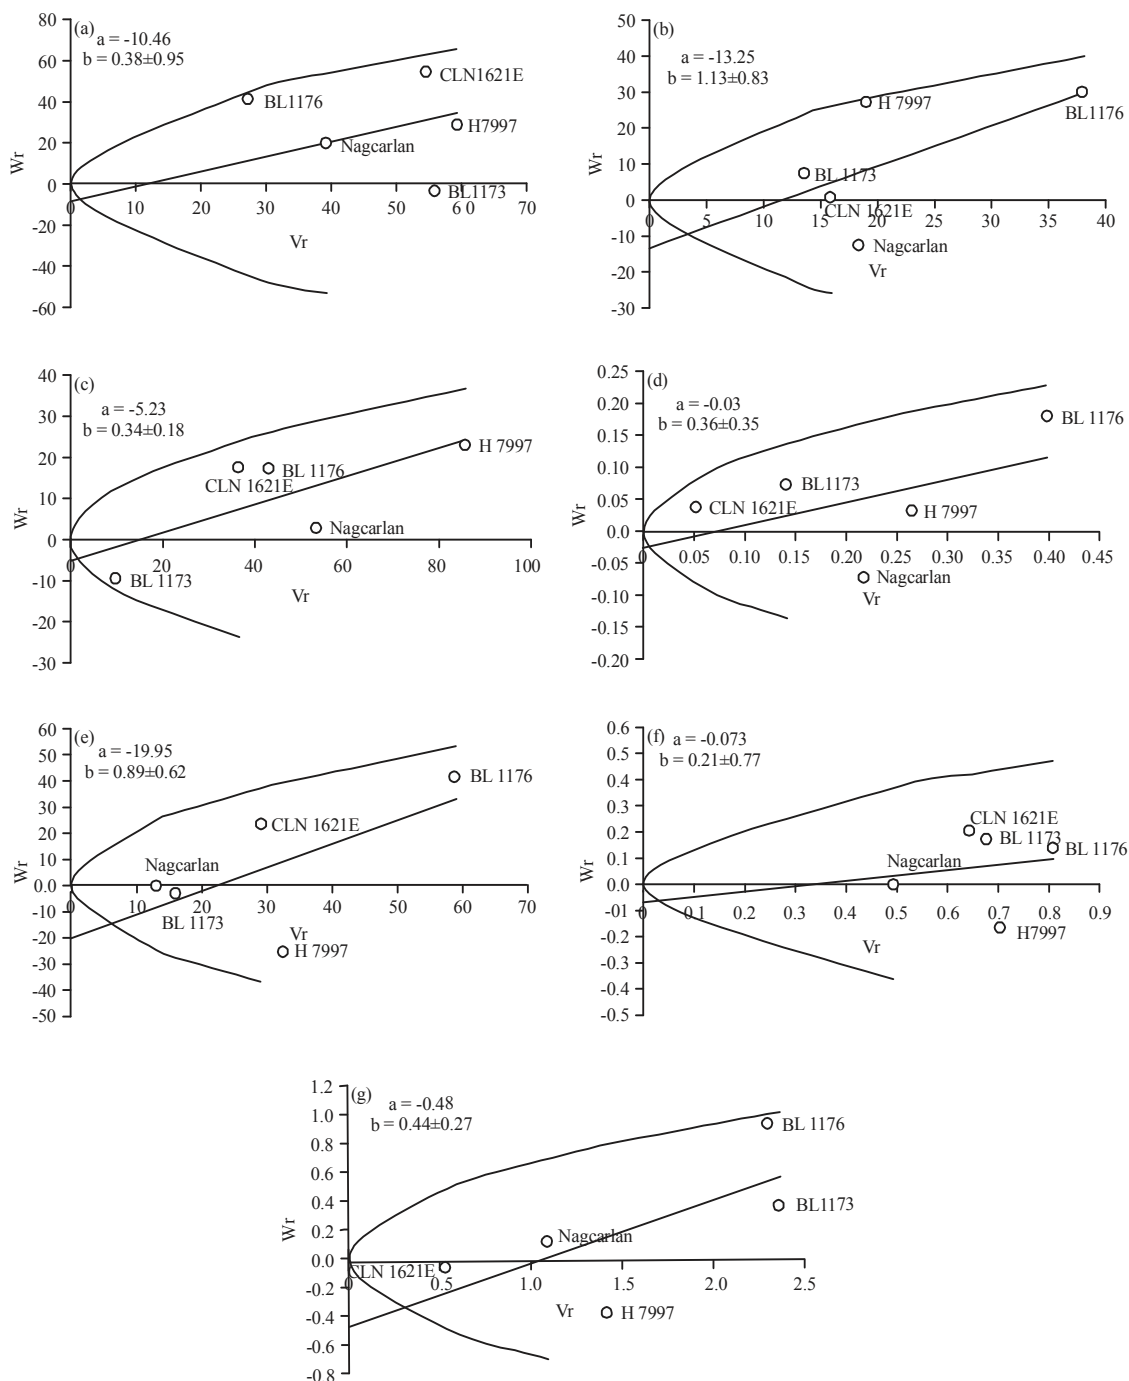 (a)
a = -10.46
b = 0.38±0.95
80
60
40
20
0
-20
-40
-60
Wr
CLN1621E
BL1176
H7997
Nagcarlan
BL1173
0 10 20 30 40 50 60 70
Vr
(b)
a = -13.25
b = 1.13±0.83
50
40
30
20
10
0
-10
-20
-30
Wr
H 7997
BL1176
BL1173
CLN 1621E
Nagcarlan
0 5 10 15 20 25 30 35 40
Vr
(c)
a = -5.23
b = 0.34±0.18
40
30
20
10
0
-10
-20
-30
Wr
H 7997
BL 1176
CLN 1621E
Nagcarlan
BL 1173
0 20 40 60 80 100
Vr
(d)
a = -0.03
b = 0.36±0.35
0.25
0.20
0.15
0.10
0.05
0.00
-0.05
-0.10
-0.15
-0.20
Wr
BL 1176
BL1173
CLN 1621E
H 7997
Nagcarlan
0 0.05 0.10 0.15 0.20 0.25 0.30 0.35 0.40 0.45
Vr
(e)
a = -19.95
b = 0.89±0.62
60
50
40
30
20
10
0.0
-10
-20
-30
-40
-50
Wr
BL 1176
CLN 1621E
Nagcarlan
BL 1173
H 7997
0 10 20 30 40 50 60 70
Vr
(f)
a = -0.073
b = 0.21±0.77
0.6
0.5
0.4
0.3
0.2
0.1
0.0
-01
-0.2
-0.3
-0.4
-0.5
Wr
CLN 1621E
BL 1173
BL 1176
Nagcarlan
H7997
0 0.1 0.2 0.3 0.4 0.5 0.6 0.7 0.8 0.9
Vr
(g)
a = -0.48
b = 0.44±0.27
1.2
1.0
0.8
0.6
0.4
0.2
0.0
-0.2
-0.4
-0.6
-0.8
Wr
BL 1176
BL1173
Nagcarlan
CLN 1621E
H 7997
0 0.5 1.0 1.5 2.0 2.5
Vr